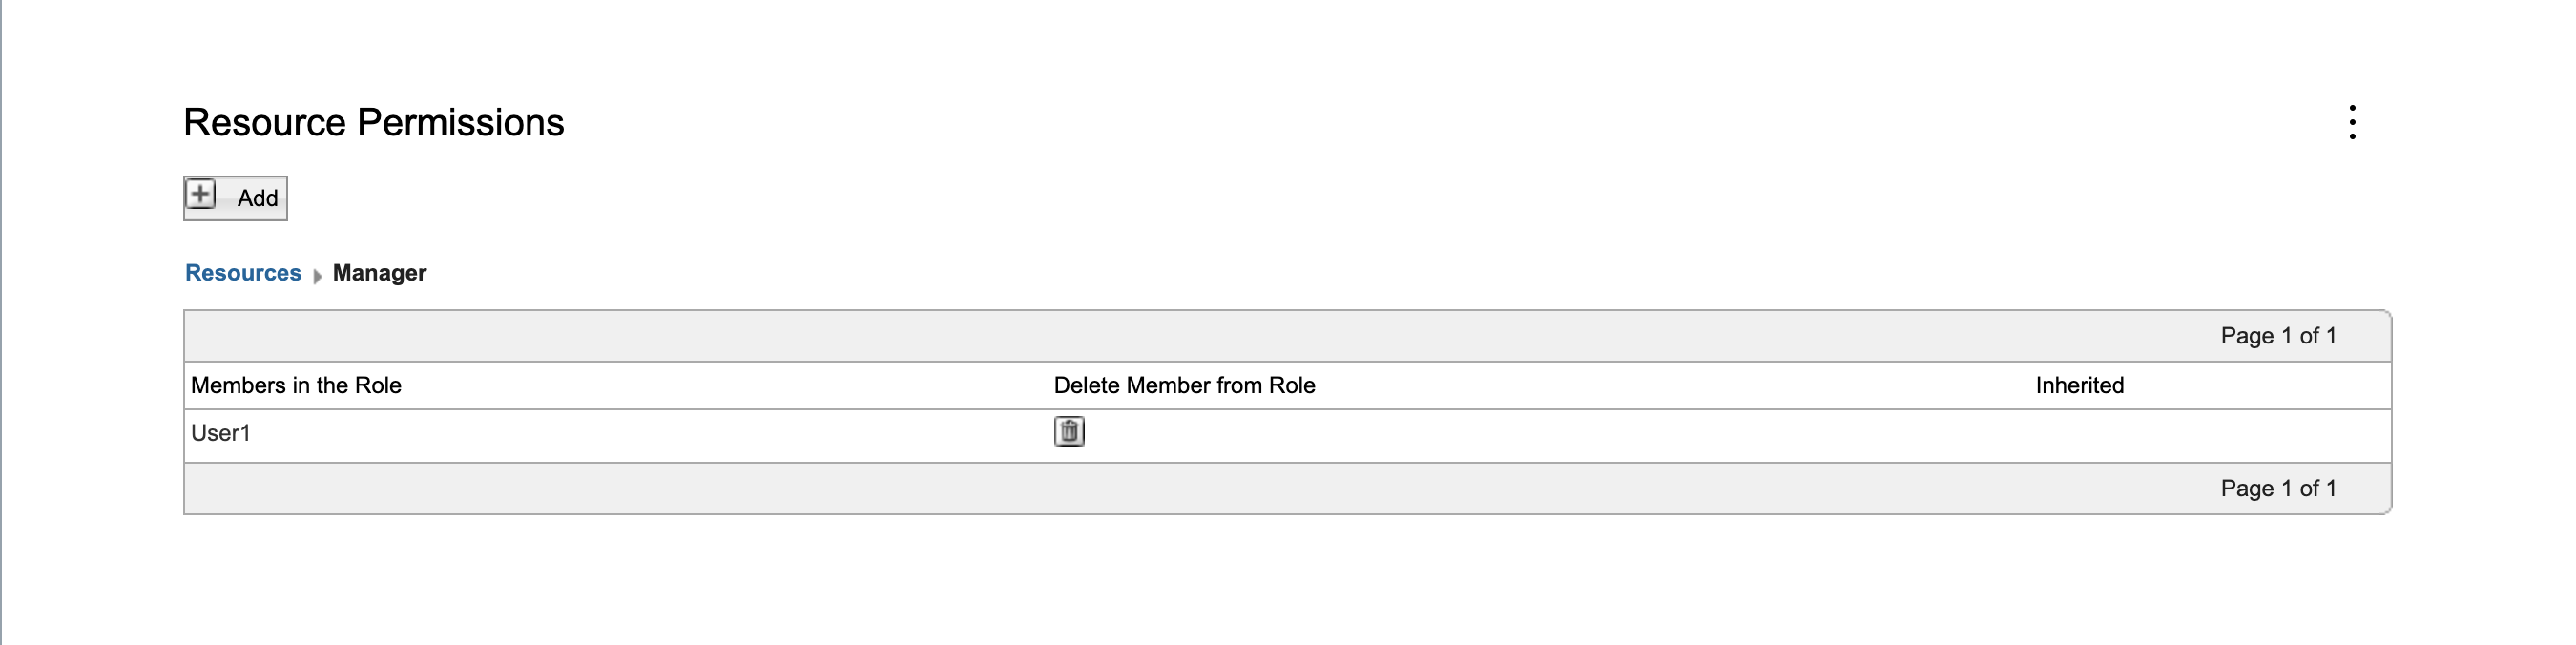 Resource Permissions
Add
Resources Manager
Page 1 of 1
Members in the Role Delete Member from Role Inherited
User1
Page 1 of 1